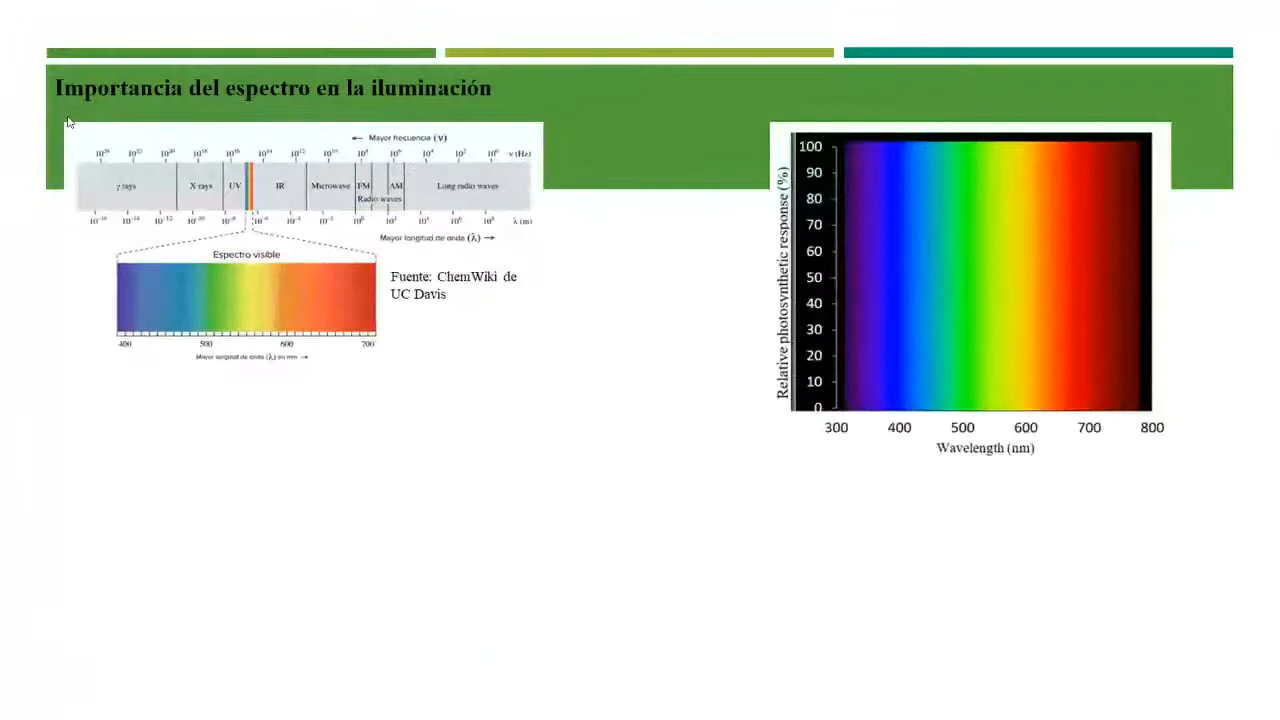 Importancia del espectro en la iluminación
← Mayor frecuencia (ν)
ν (Hz)
γ rays X rays UV IR Microwave FM AM Long radio waves
Radio waves
λ (m)
Mayor longitud de onda (λ) →
Espectro visible
400 500 600 700
Mayor longitud de onda (λ) en nm →
Fuente: ChemWiki de
UC Davis
Relative photosynthetic response (%)
100
90
80
70
60
50
40
30
20
10
0
300 400 500 600 700 800
Wavelength (nm)